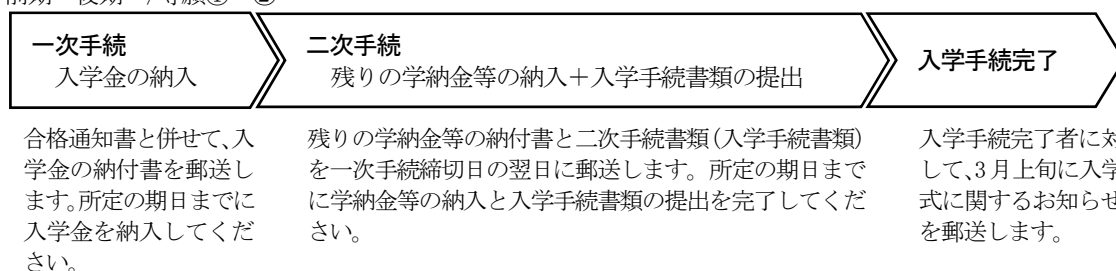 一次手続
入学金の納入
二次手続
残りの学納金等の納入＋入学手続書類の提出
入学手続完了
合格通知書と併せて、入
学金の納付書を郵送し
ます。所定の期日までに
入学金を納入してくだ
さい。
残りの学納金等の納付書と二次手続書類(入学手続書類)
を一次手続締切日の翌日に郵送します。所定の期日まで
に学納金等の納入と入学手続書類の提出を完了してくだ
さい。
入学手続完了者に対
して、3月上旬に入学
式に関するお知らせ
を郵送します。